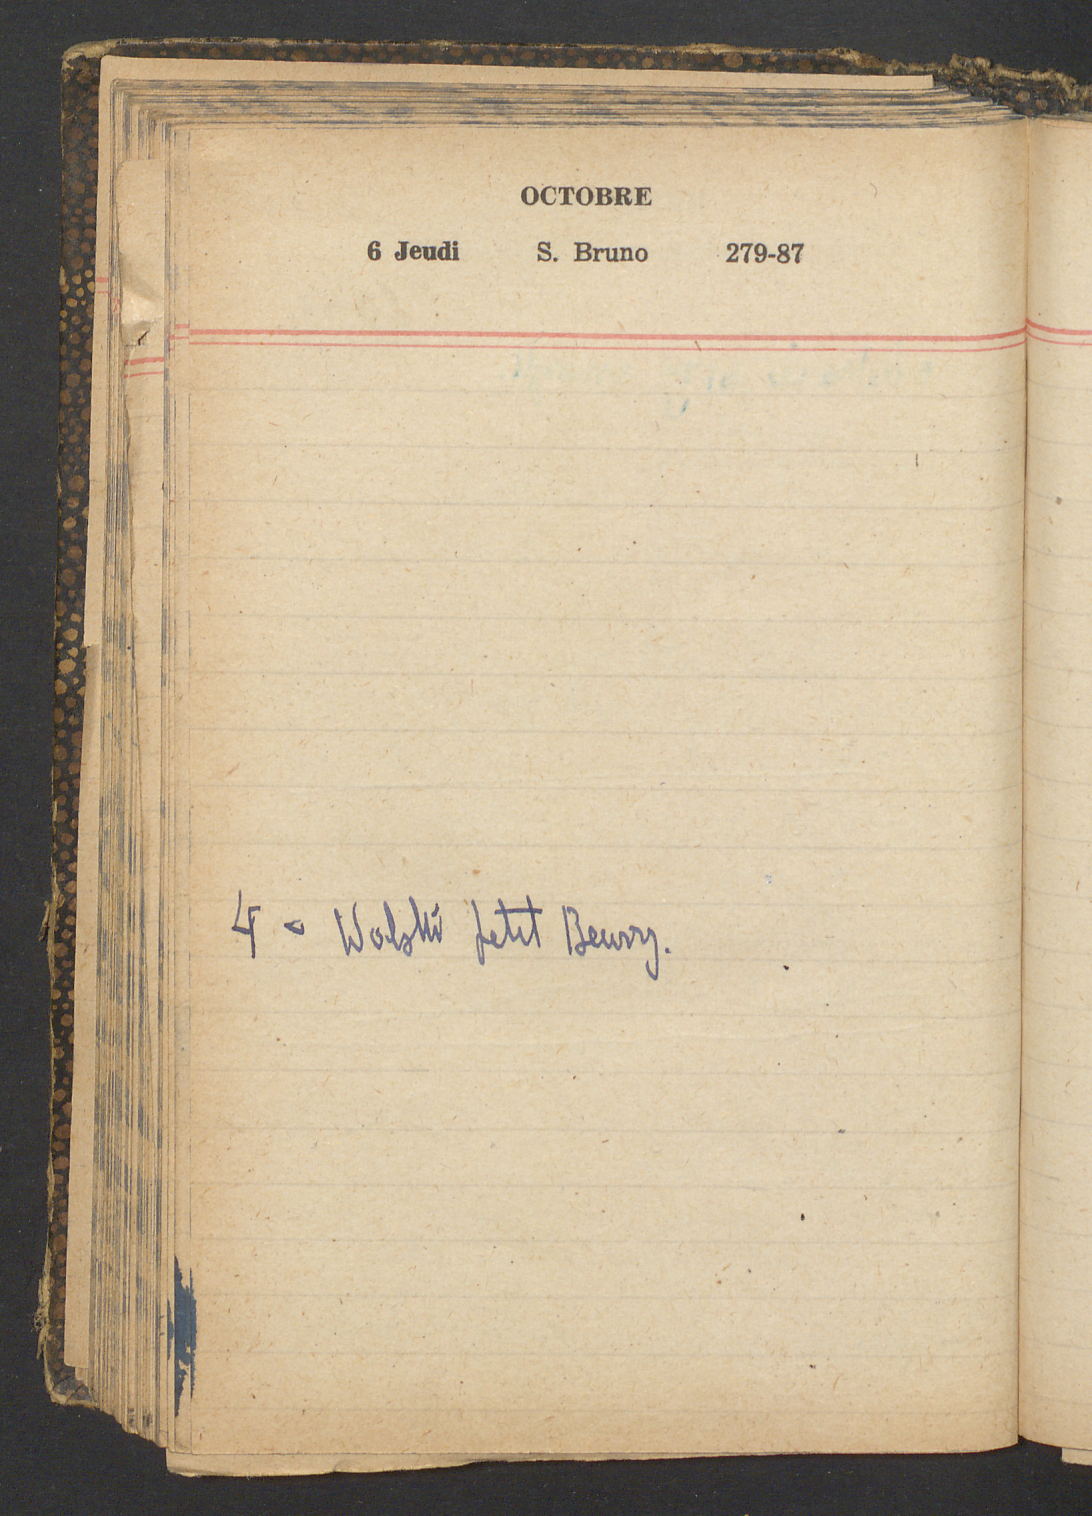 OCTOBRE
6 Jeudi S. Bruno 279-87
4 - Wolski petit Beurry.